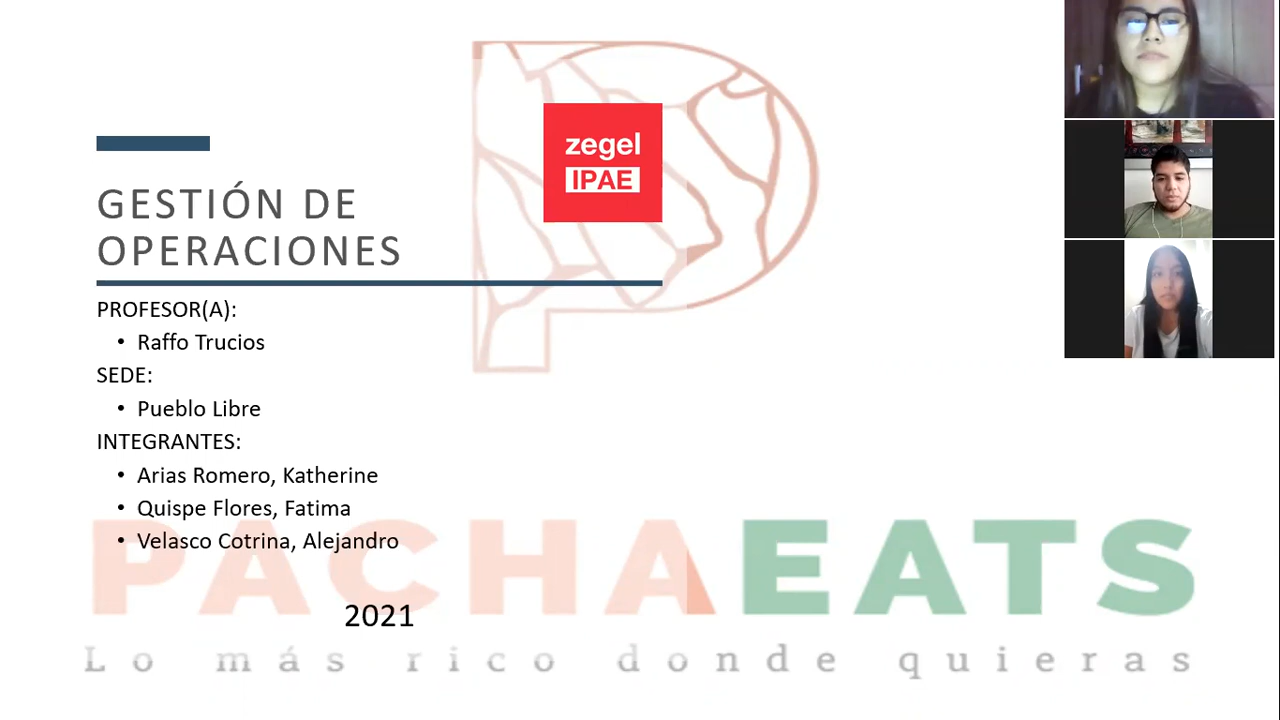 zegel
IPAE
GESTIÓN DE
OPERACIONES
PROFESOR(A):
• Raffo Trucios
SEDE:
• Pueblo Libre
INTEGRANTES:
• Arias Romero, Katherine
• Quispe Flores, Fatima
• Velasco Cotrina, Alejandro
PACHAEATS
2021
Lo más rico donde quieras